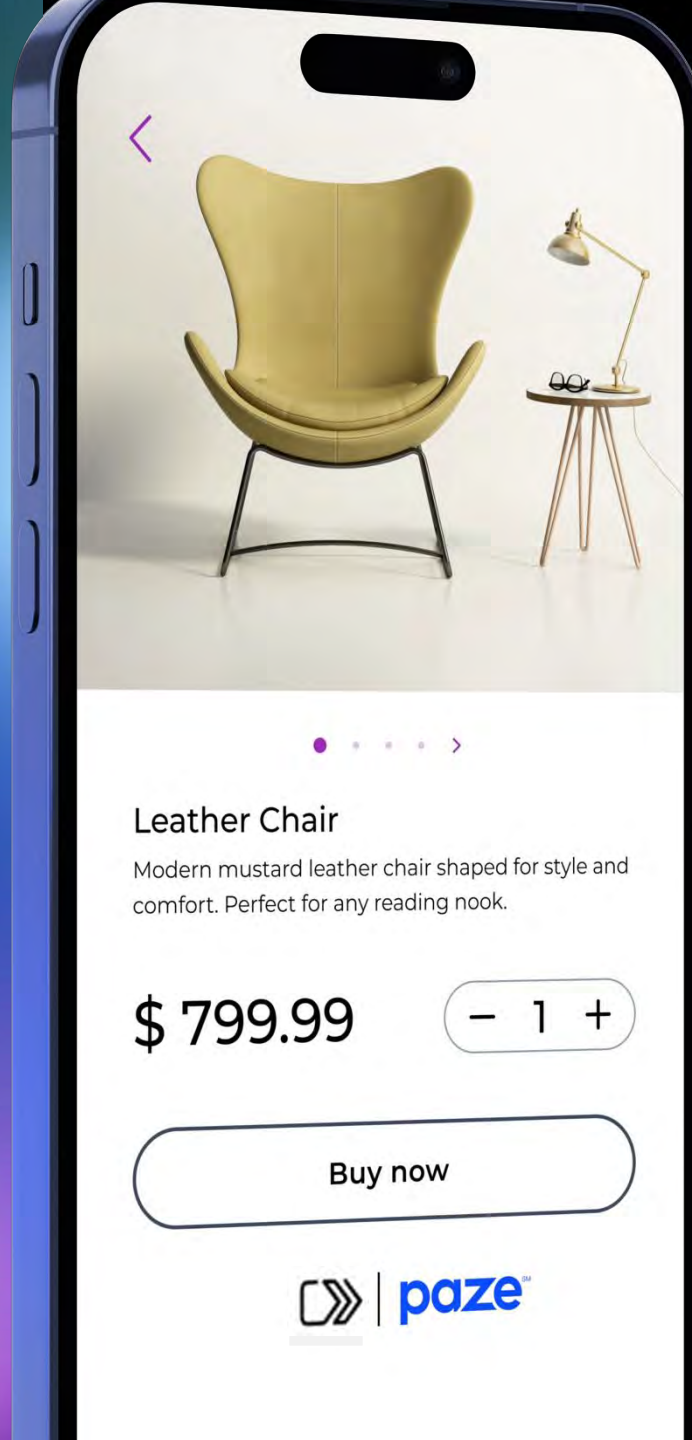 Leather Chair
Modern mustard leather chair shaped for style and
comfort. Perfect for any reading nook.
$ 799.99
− 1 +
Buy now
paze℠